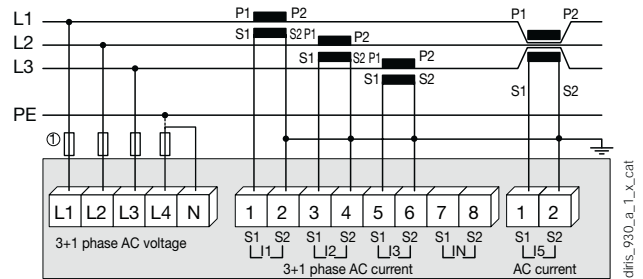 L1 P1 P2 P1 P2
L2 S1 S2 P1 P2
L3 S1 S2 P1 P2
S1 S2 S1 S2
PE
①
L1 L2 L3 L4 N 1 2 3 4 5 6 7 8 1 2
S1 S2 S1 S2 S1 S2 S1 S2 S1 S2
I1 I2 I3 IN I5
3+1 phase AC voltage
3+1 phase AC current AC current
diris_930_a_1_x_cat